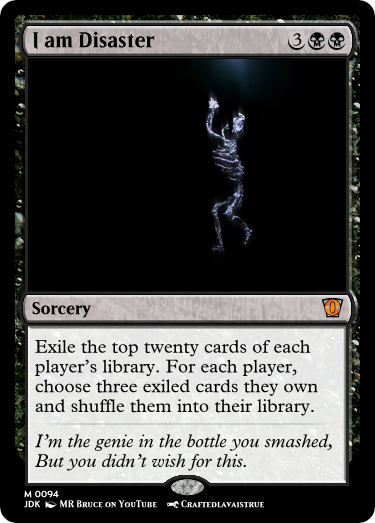 I am Disaster 3
Sorcery
Exile the top twenty cards of each
player's library. For each player,
choose three exiled cards they own
and shuffle them into their library.
I'm the genie in the bottle you smashed,
But you didn't wish for this.
M 0094
JDK MR Bruce on YouTube Craftedlavaistrue